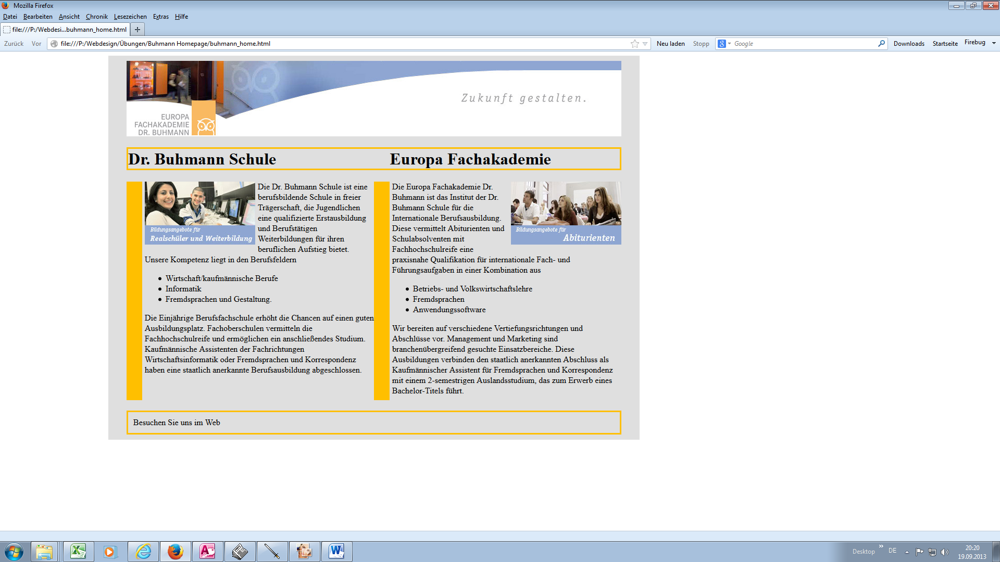 Mozilla Firefox
Datei Bearbeiten Ansicht Chronik Lesezeichen Extras Hilfe
file:///P:/Webdesi...buhmann_home.html +
Zurück Vor file:///P:/Webdesign/Übungen/Buhmann Homepage/buhmann_home.html Neu laden Stopp 8 Google Downloads Startseite Firebug
Zukunft gestalten.
EUROPA
FACHAKADEMIE
DR. BUHMANN
Dr. Buhmann Schule
Europa Fachakademie
Bildungsangebote für
Realschüler und Weiterbildung
Die Dr. Buhmann Schule ist eine
berufsbildende Schule in freier
Trägerschaft, die Jugendlichen
eine qualifizierte Erstausbildung
und Berufstätigen
Weiterbildungen für ihren
beruflichen Aufstieg bietet.
Unsere Kompetenz liegt in den Berufsfeldern
• Wirtschaft/kaufmännische Berufe
• Informatik
• Fremdsprachen und Gestaltung.
Die Einjährige Berufsfachschule erhöht die Chancen auf einen guten
Ausbildungsplatz. Fachoberschulen vermitteln die
Fachhochschulreife und ermöglichen ein anschließendes Studium.
Kaufmännische Assistenten der Fachrichtungen
Wirtschaftsinformatik oder Fremdsprachen und Korrespondenz
haben eine staatlich anerkannte Berufsausbildung abgeschlossen.
Die Europa Fachakademie Dr.
Buhmann ist das Institut der Dr.
Buhmann Schule für die
Internationale Berufsausbildung.
Diese vermittelt Abiturienten und
Schulabsolventen mit
Fachhochschulreife eine
praxisnahe Qualifikation für internationale Fach- und
Führungsaufgaben in einer Kombination aus
Bildungsangebote für
Abiturienten
• Betriebs- und Volkswirtschaftslehre
• Fremdsprachen
• Anwendungssoftware
Wir bereiten auf verschiedene Vertiefungsrichtungen und
Abschlüsse vor. Management und Marketing sind
branchenübergreifend gesuchte Einsatzbereiche. Diese
Ausbildungen verbinden den staatlich anerkannten Abschluss als
Kaufmännischer Assistent für Fremdsprachen und Korrespondenz
mit einem 2-semestrigen Auslandsstudium, das zum Erwerb eines
Bachelor-Titels führt.
Besuchen Sie uns im Web
Desktop » DE 20:20
19.09.2013